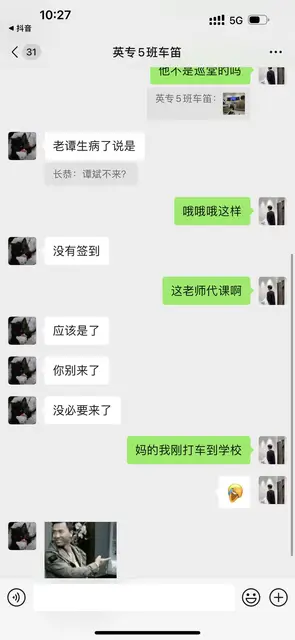 10:27
5G
抖音
31
英专5班车笛
他不是巡堂的吗
英专5班车笛：
老谭生病了说是
长恭：谭斌不来？
哦哦哦这样
没有签到
这老师代课啊
应该是了
你别来了
没必要来了
妈的我刚打车到学校